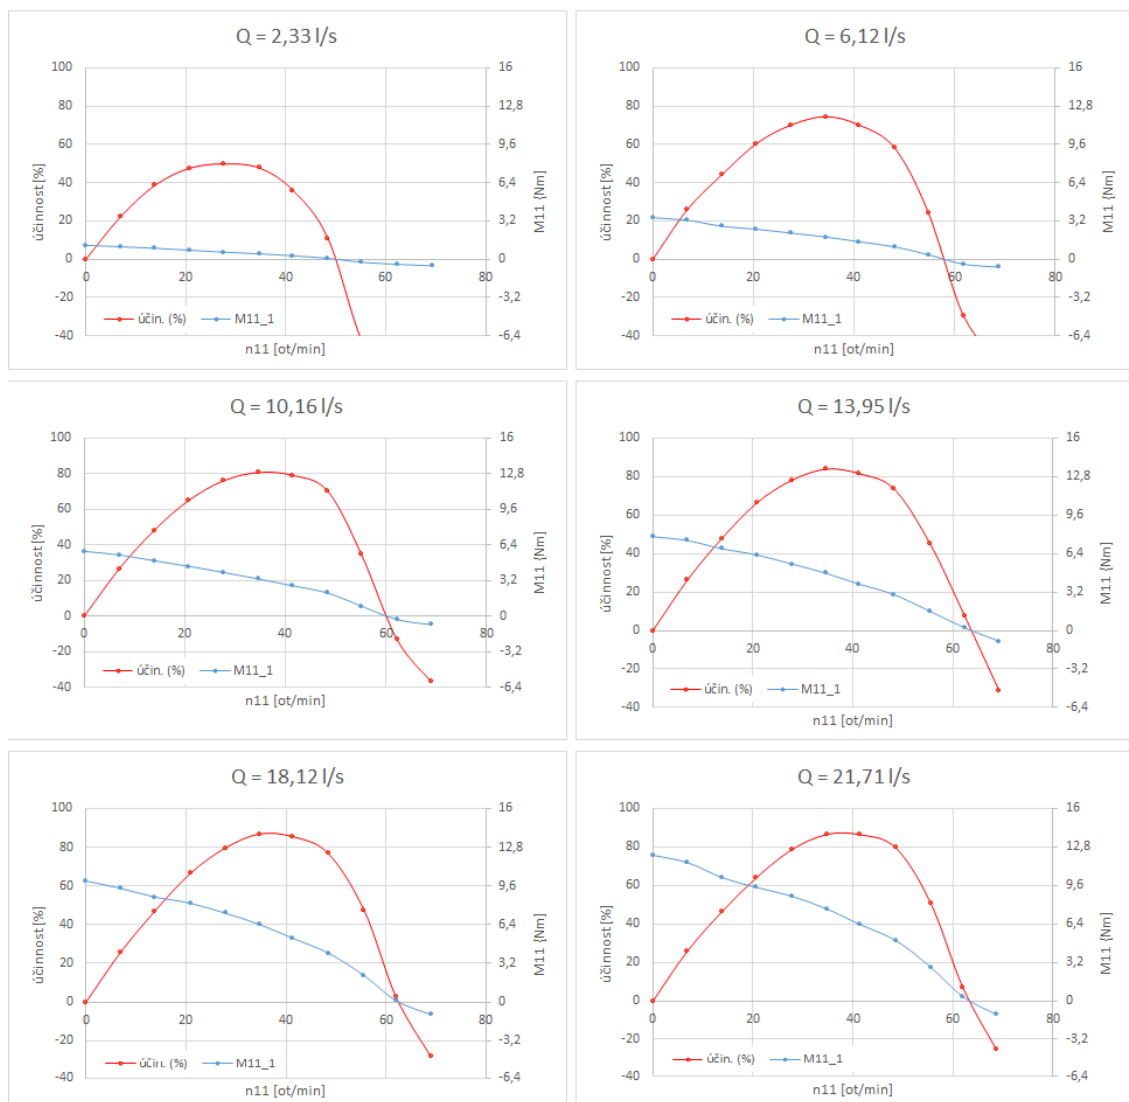 Q = 2,33 l/s
100
80
60
40
20
0
-20
-40
16
12,8
9,6
6,4
3,2
0
-3,2
-6,4
0 20 40 60 80
účinnost [%]
M11 {Nm]
účin. (%) M11_1
n11 [ot/min]
Q = 6,12 l/s
100
80
60
40
20
0
-20
-40
16
12,8
9,6
6,4
3,2
0
-3,2
-6,4
0 20 40 60 80
účinnost [%]
M11 {Nm]
účin. (%) M11_1
n11 [ot/min]
Q = 10,16 l/s
100
80
60
40
20
0
-20
-40
16
12,8
9,6
6,4
3,2
0
-3,2
-6,4
0 20 40 60 80
účinnost [%]
M11 {Nm]
účin. (%) M11_1
n11 [ot/min]
Q = 13,95 l/s
100
80
60
40
20
0
-20
-40
16
12,8
9,6
6,4
3,2
0
-3,2
-6,4
0 20 40 60 80
účinnost [%]
M11 {Nm]
účin. (%) M11_1
n11 [ot/min]
Q = 18,12 l/s
100
80
60
40
20
0
-20
-40
16
12,8
9,6
6,4
3,2
0
-3,2
-6,4
0 20 40 60 80
účinnost [%]
M11 {Nm]
účin. (%) M11_1
n11 [ot/min]
Q = 21,71 l/s
100
80
60
40
20
0
-20
-40
16
12,8
9,6
6,4
3,2
0
-3,2
-6,4
0 20 40 60 80
účinnost [%]
M11 {Nm]
účin. (%) M11_1
n11 [ot/min]